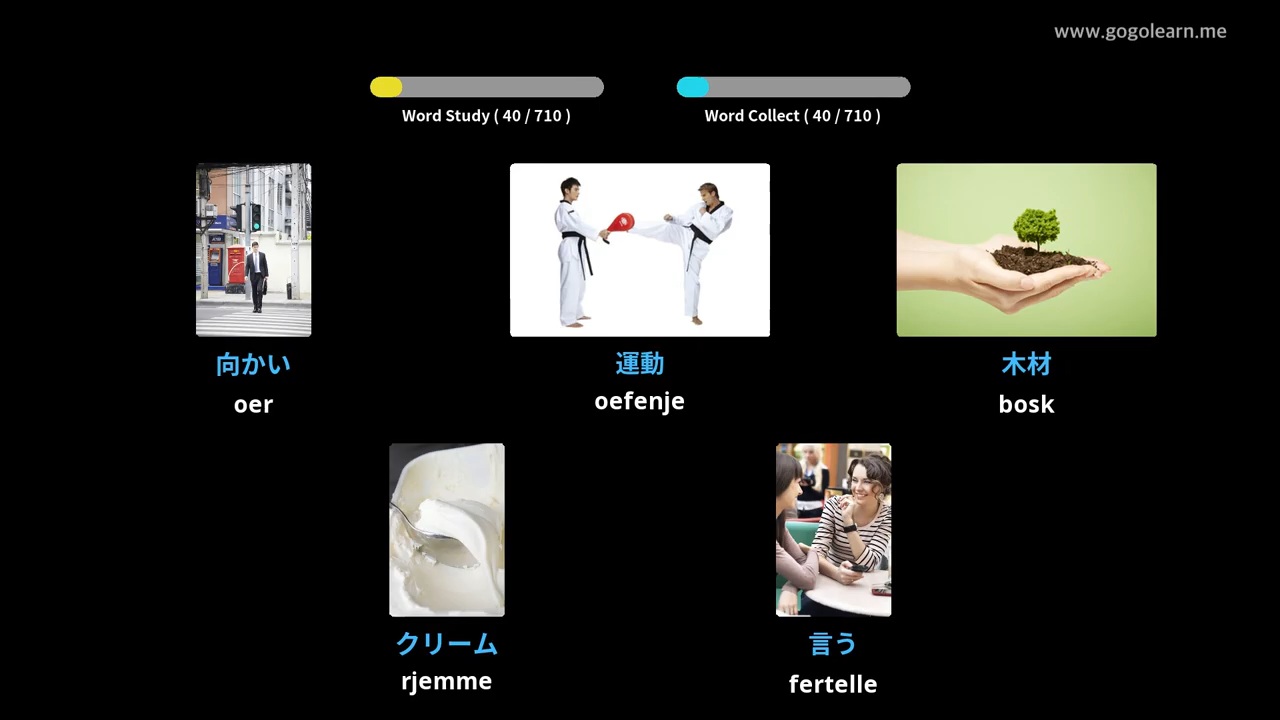 www.gogolearn.me
Word Study ( 40 / 710 )
Word Collect ( 40 / 710 )
向かい
oer
運動
oefenje
木材
bosk
クリーム
rjemme
言う
fertelle